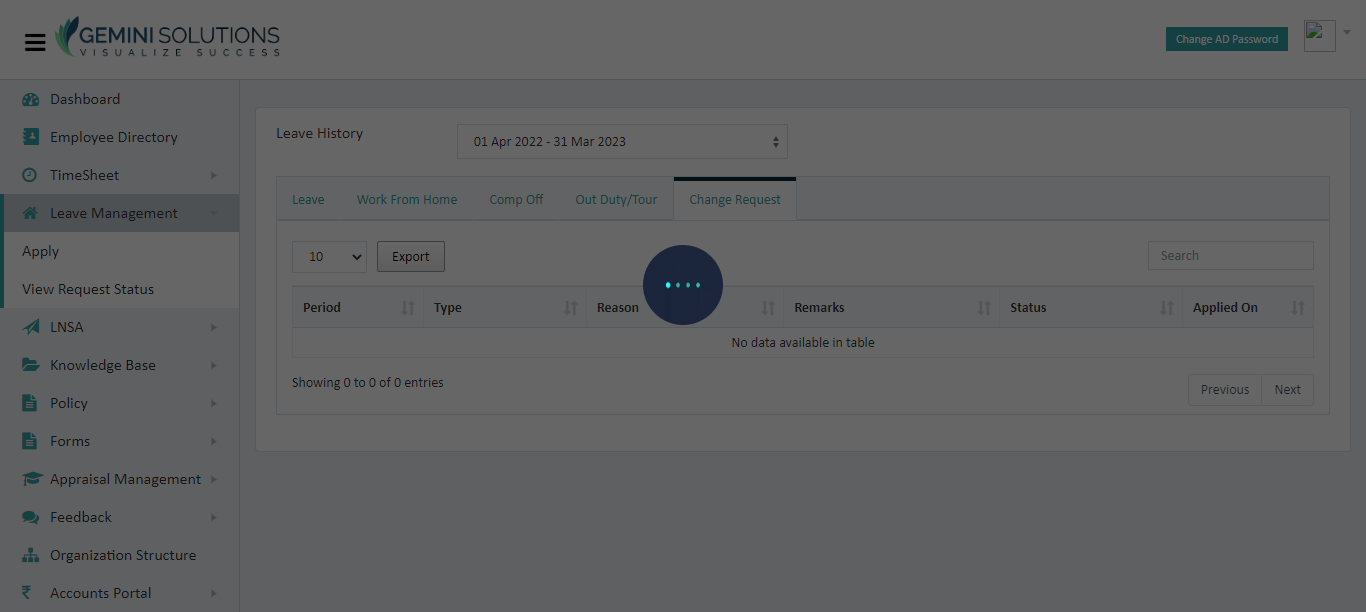 GEMINI SOLUTIONS
VISUALIZE SUCCESS
Change AD Password
Dashboard
Employee Directory
TimeSheet
Leave Management
Apply
View Request Status
LNSA
Knowledge Base
Policy
Forms
Appraisal Management
Feedback
Organization Structure
₹ Accounts Portal
Leave History
01 Apr 2022 - 31 Mar 2023
Leave Work From Home Comp Off Out Duty/Tour Change Request
10 Export Search
Period Type Reason Remarks Status Applied On
No data available in table
Showing 0 to 0 of 0 entries
Previous Next